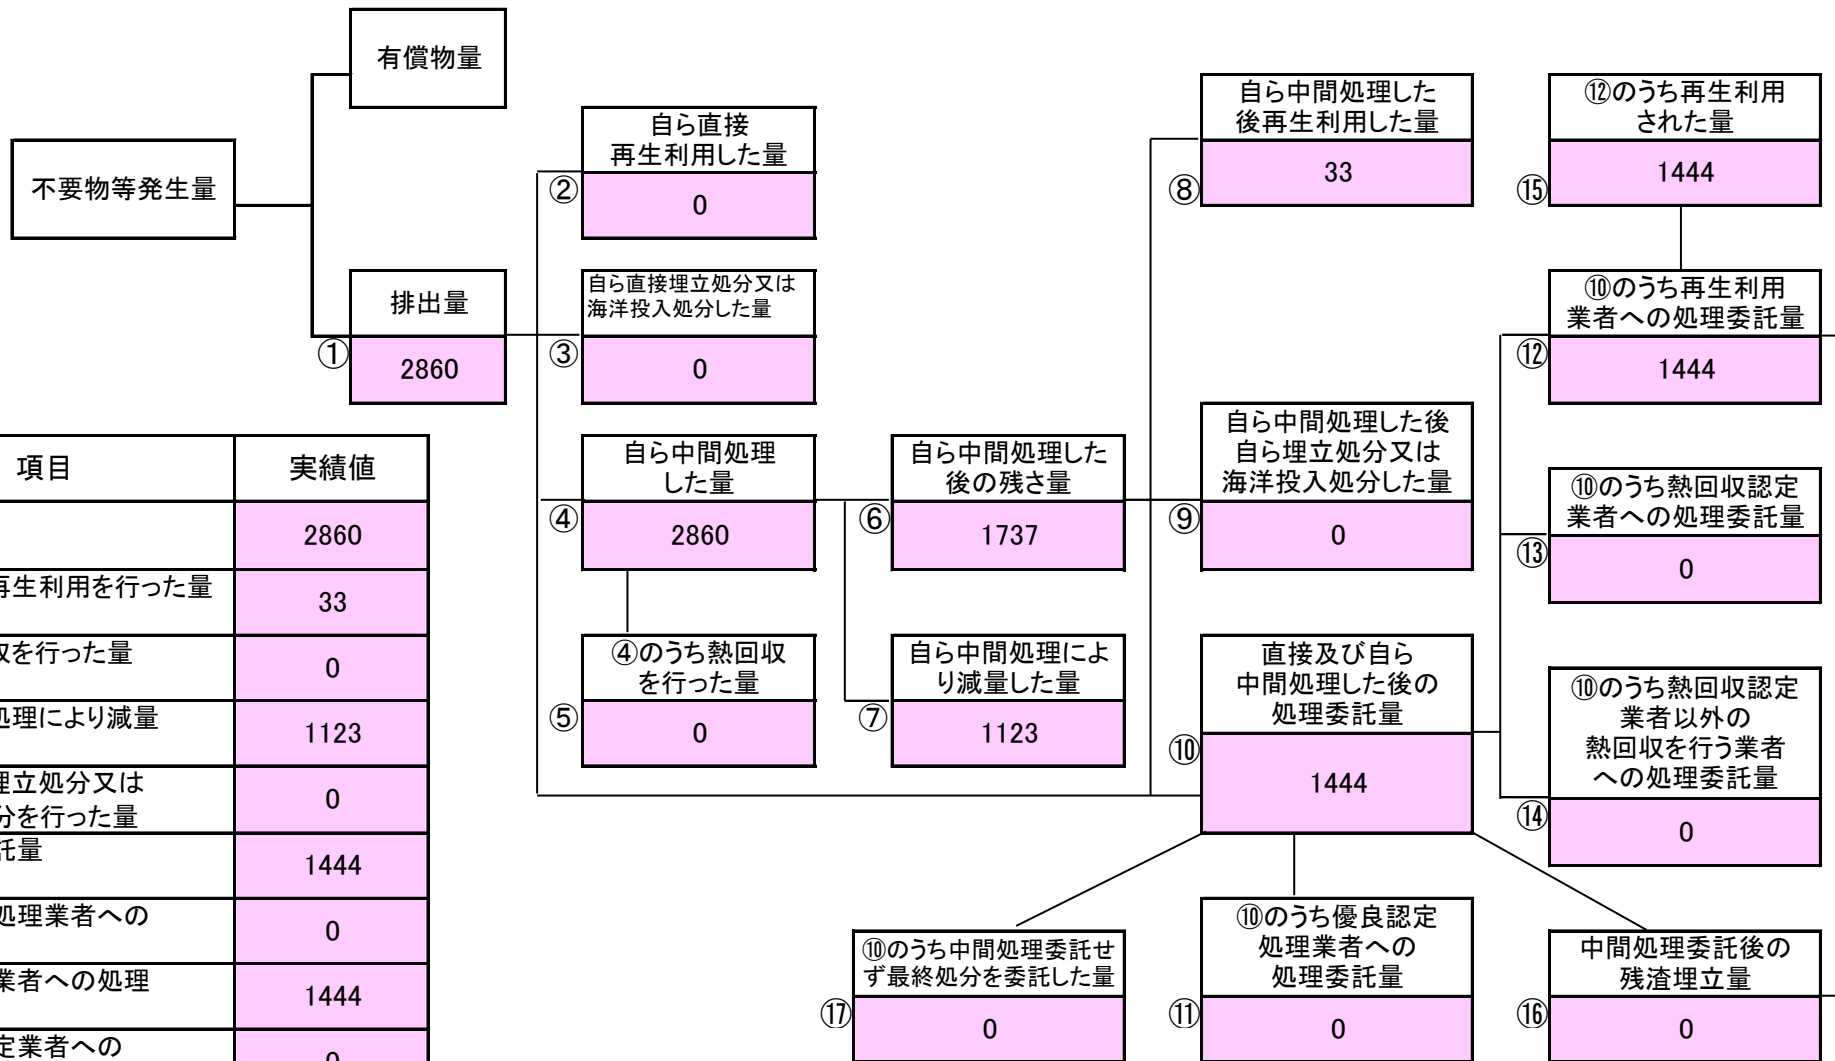 有償物量
不要物等発生量
排出量
①
2860
自ら直接
再生利用した量
②
0
自ら直接埋立処分又は
海洋投入処分した量
③
0
自ら中間処理
した量
④
2860
④のうち熱回収
を行った量
⑤
0
自ら中間処理した
後の残さ量
⑥
1737
自ら中間処理によ
り減量した量
⑦
1123
自ら中間処理した
後再生利用した量
⑧
33
自ら中間処理した後
自ら埋立処分又は
海洋投入処分した量
⑨
0
直接及び自ら
中間処理した後の
処理委託量
⑩
1444
⑫のうち再生利用
された量
⑮
1444
⑩のうち再生利用
業者への処理委託量
⑫
1444
⑩のうち熱回収認定
業者への処理委託量
⑬
0
⑩のうち熱回収認定
業者以外の
熱回収を行う業者
への処理委託量
⑭
0
⑩のうち中間処理委託せ
ず最終処分を委託した量
⑰
0
⑩のうち優良認定
処理業者への
処理委託量
⑪
0
中間処理委託後の
残渣埋立量
⑯
0
項目 実績値
2860
再生利用を行った量 33
を行った量 0
処理により減量 1123
埋立処分又は
分を行った量 0
託量 1444
処理業者への 0
業者への処理 1444
定業者への 0